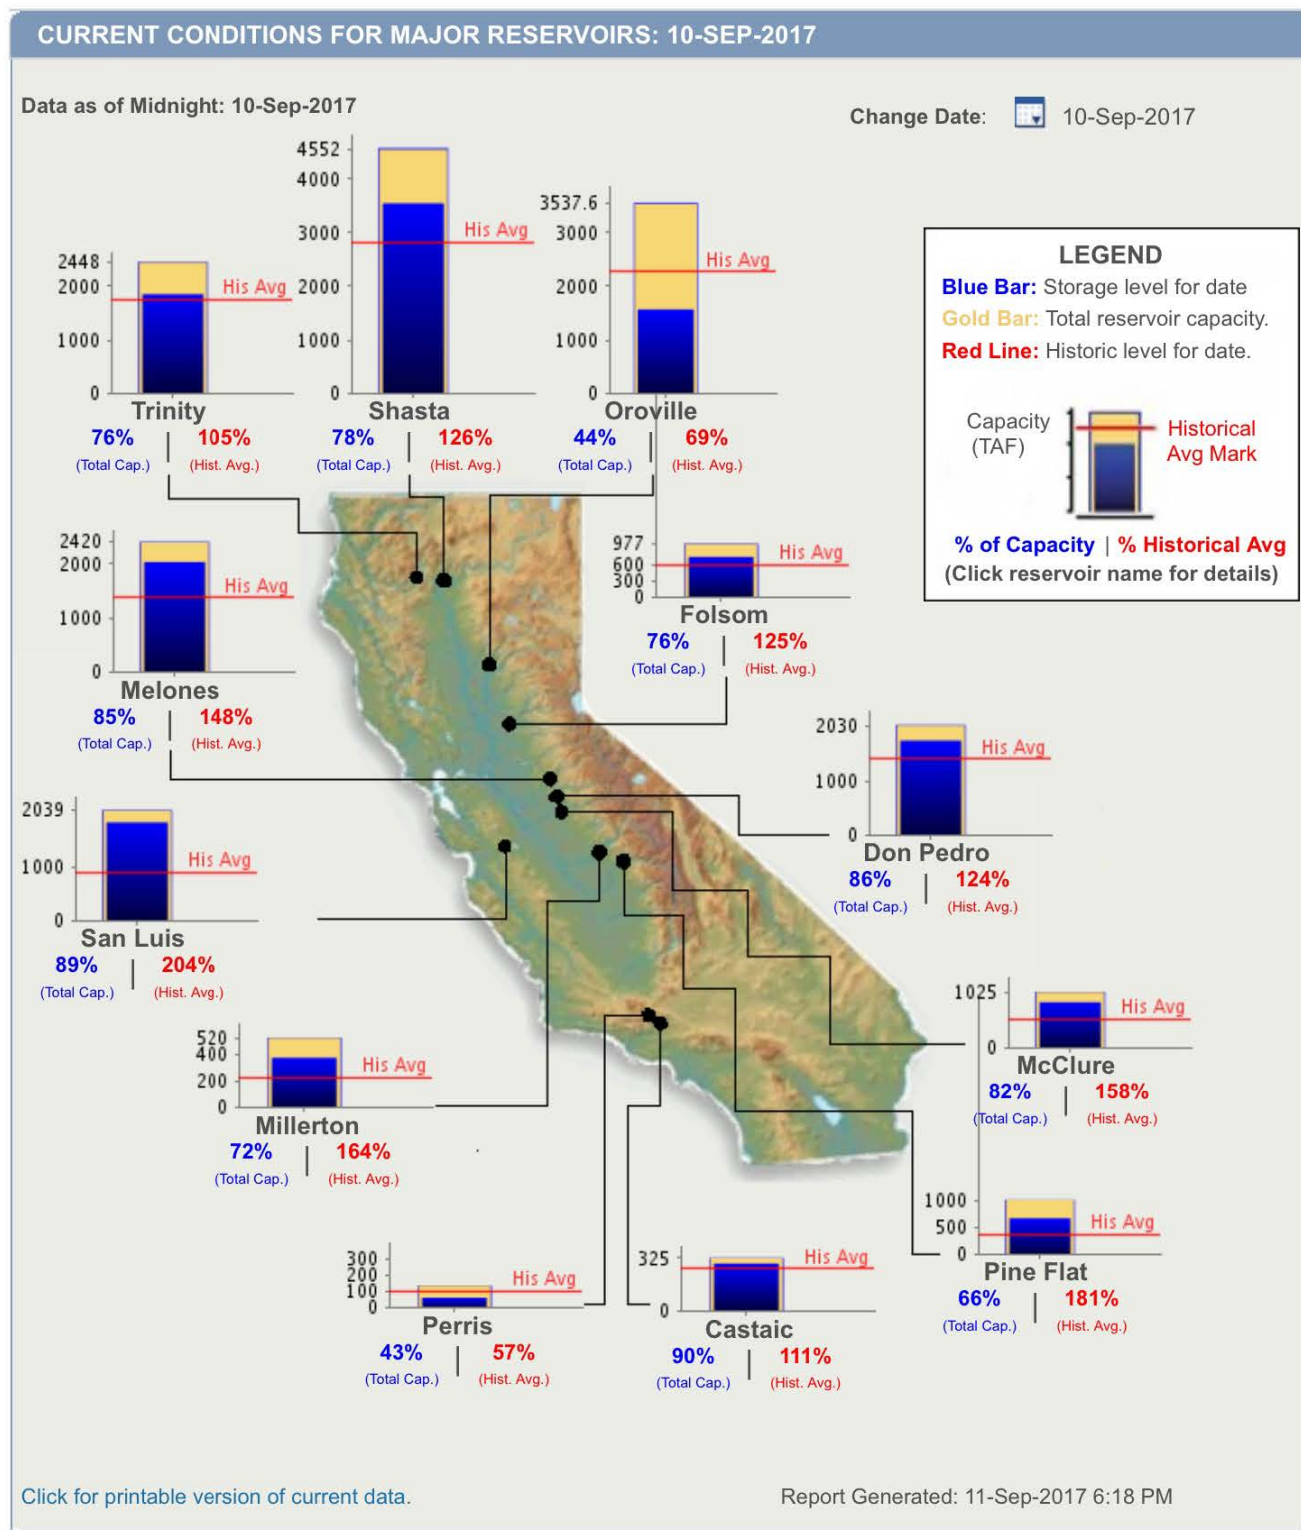 CURRENT CONDITIONS FOR MAJOR RESERVOIRS: 10-SEP-2017
Data as of Midnight: 10-Sep-2017
Change Date: 10-Sep-2017
4552
4000
3000
2000
1000
0
His Avg
Shasta
78% 126%
(Total Cap.) (Hist. Avg.)
3537.6
3000
2000
1000
0
His Avg
Oroville
44% 69%
(Total Cap.) (Hist. Avg.)
2448
2000
1000
0
His Avg
Trinity
76% 105%
(Total Cap.) (Hist. Avg.)
LEGEND
Blue Bar: Storage level for date
Gold Bar: Total reservoir capacity.
Red Line: Historic level for date.
Capacity
(TAF)
Historical
Avg Mark
% of Capacity | % Historical Avg
(Click reservoir name for details)
2420
2000
1000
0
His Avg
Melones
85% 148%
(Total Cap.) (Hist. Avg.)
977
600
300
0
His Avg
Folsom
76% 125%
(Total Cap.) (Hist. Avg.)
2030
1000
0
His Avg
Don Pedro
86% 124%
(Total Cap.) (Hist. Avg.)
2039
1000
0
His Avg
San Luis
89% 204%
(Total Cap.) (Hist. Avg.)
1025
0
His Avg
McClure
82% 158%
(Total Cap.) (Hist. Avg.)
520
400
200
0
His Avg
Millerton
72% 164%
(Total Cap.) (Hist. Avg.)
1000
500
0
His Avg
Pine Flat
66% 181%
(Total Cap.) (Hist. Avg.)
300
200
100
0
His Avg
Perris
43% 57%
(Total Cap.) (Hist. Avg.)
325
0
His Avg
Castaic
90% 111%
(Total Cap.) (Hist. Avg.)
Click for printable version of current data.
Report Generated: 11-Sep-2017 6:18 PM